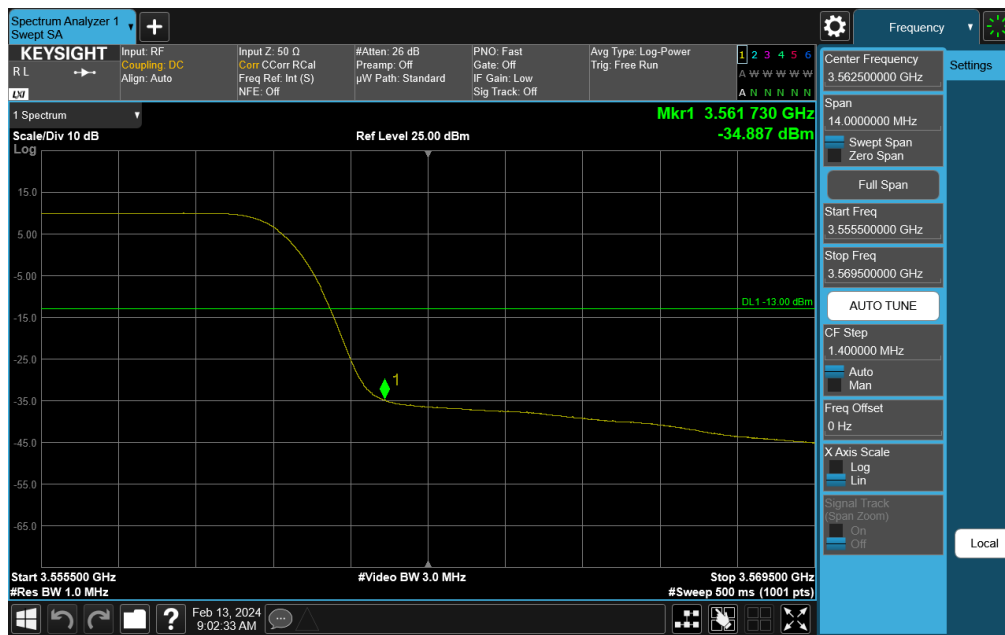 Spectrum Analyzer 1
Swept SA
+
Frequency
KEYSIGHT
R L
LXI
Input: RF
Coupling: DC
Align: Auto
Input Z: 50 Ω
Corr CCorr RCal
Freq Ref: Int (S)
NFE: Off
#Atten: 26 dB
Preamp: Off
µW Path: Standard
PNO: Fast
Gate: Off
IF Gain: Low
Sig Track: Off
Avg Type: Log-Power
Trig: Free Run
1 2 3 4 5 6
A W W W W W
A N N N N N
1 Spectrum
Scale/Div 10 dB
Log
Ref Level 25.00 dBm
Mkr1 3.561 730 GHz
-34.887 dBm
15.0
5.00
-5.00
-15.0
-25.0
-35.0
-45.0
-55.0
-65.0
DL1 -13.00 dBm
1
Start 3.555500 GHz
#Res BW 1.0 MHz
#Video BW 3.0 MHz
Stop 3.569500 GHz
#Sweep 500 ms (1001 pts)
?
Feb 13, 2024
9:02:33 AM
Settings
Center Frequency
3.562500000 GHz
Span
14.0000000 MHz
Swept Span
Zero Span
Full Span
Start Freq
3.555500000 GHz
Stop Freq
3.569500000 GHz
AUTO TUNE
CF Step
1.400000 MHz
Auto
Man
Freq Offset
0 Hz
X Axis Scale
Log
Lin
Signal Track
(Span Zoom)
On
Off
Local